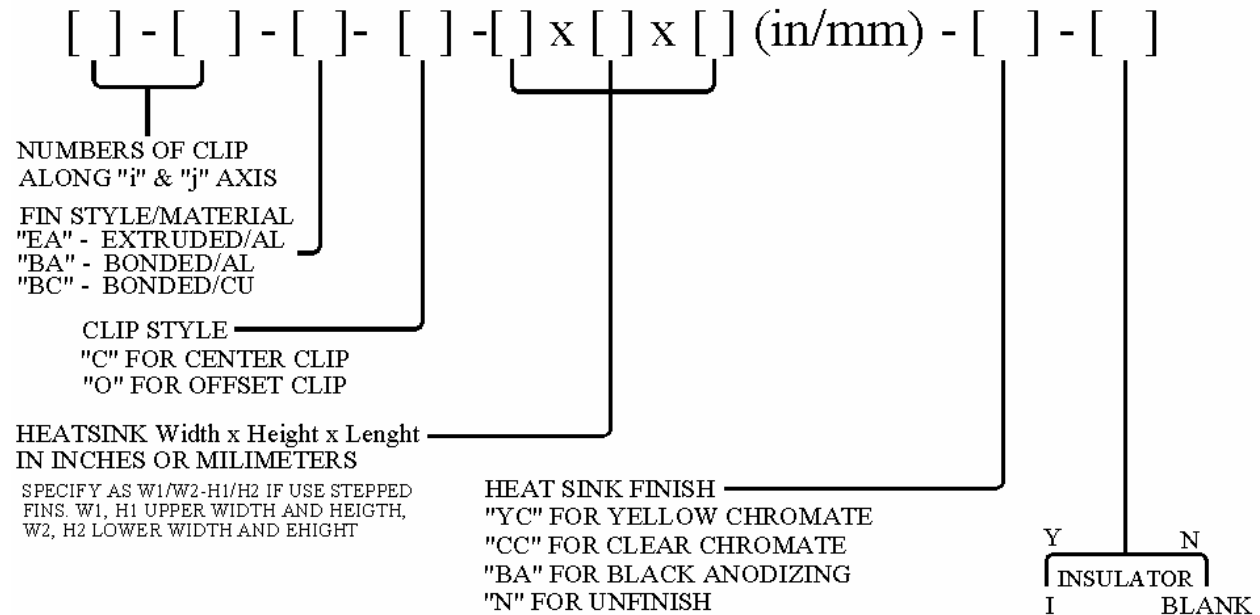 [ ] - [ ] - [ ]- [ ] -[ ] x [ ] x [ ] (in/mm) - [ ] - [ ]
NUMBERS OF CLIP
ALONG "i" & "j" AXIS
FIN STYLE/MATERIAL
"EA" - EXTRUDED/AL
"BA" - BONDED/AL
"BC" - BONDED/CU
CLIP STYLE
"C" FOR CENTER CLIP
"O" FOR OFFSET CLIP
HEATSINK Width x Height x Lenght
IN INCHES OR MILIMETERS
SPECIFY AS W1/W2-H1/H2 IF USE STEPPED
FINS. W1, H1 UPPER WIDTH AND HEIGTH,
W2, H2 LOWER WIDTH AND EHIGHT
HEAT SINK FINISH
"YC" FOR YELLOW CHROMATE
"CC" FOR CLEAR CHROMATE
"BA" FOR BLACK ANODIZING
"N" FOR UNFINISH
Y N
INSULATOR
I BLANK